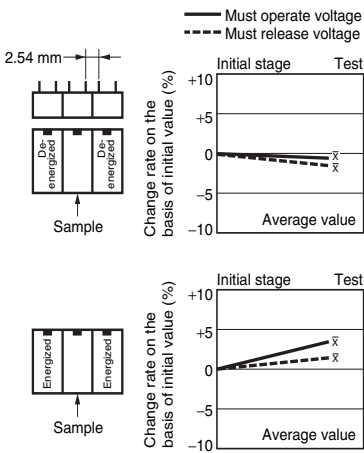 Must operate voltage
Must release voltage
2.54 mm
De-
energized
De-
energized
Sample
Change rate on the
basis of initial value (%)
Initial stage Test
+10
+5
0
−5
−10
x̄
x̄
Average value
Energized
Energized
Sample
Change rate on the
basis of initial value (%)
Initial stage Test
+10
+5
0
−5
−10
x̄
x̄
Average value